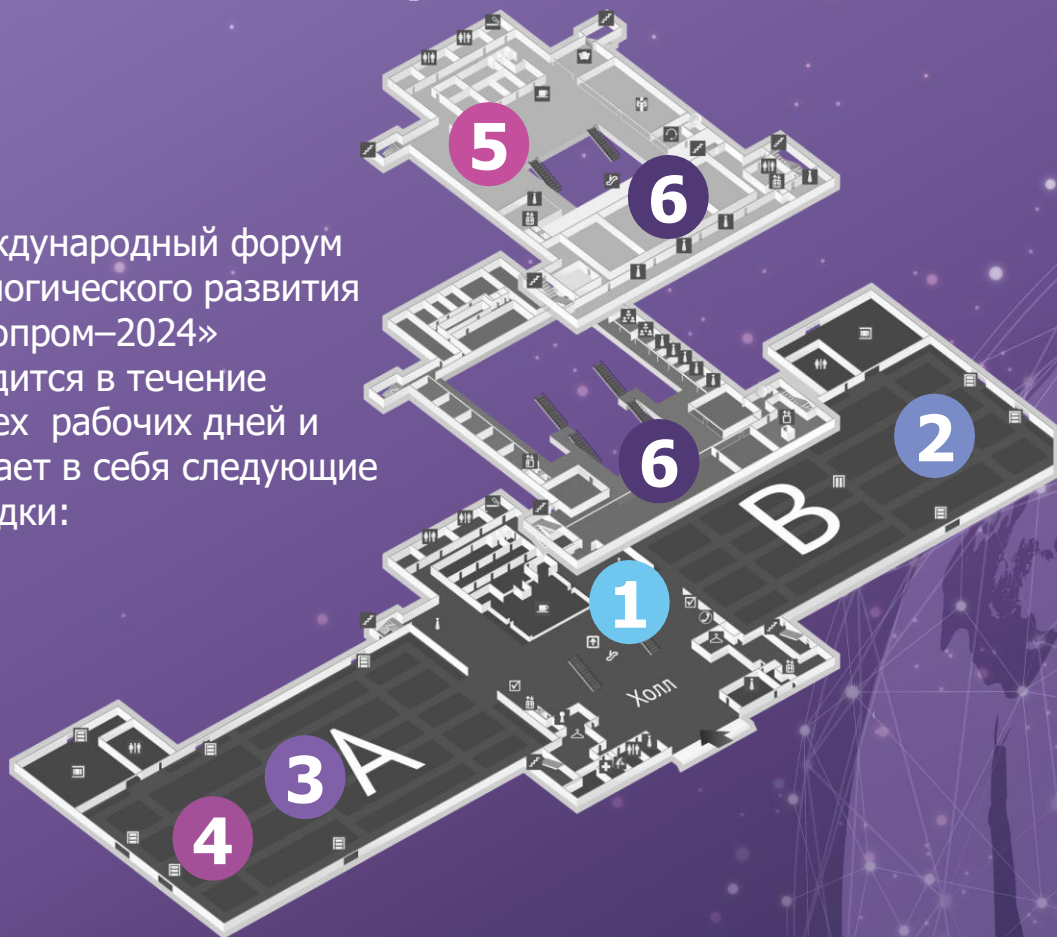 ждународный форум
логического развития
опром–2024»
дится в течение
ех рабочих дней и
ает в себя следующие
дки:
5
6
6
2
B
1
Холл
A
3
4